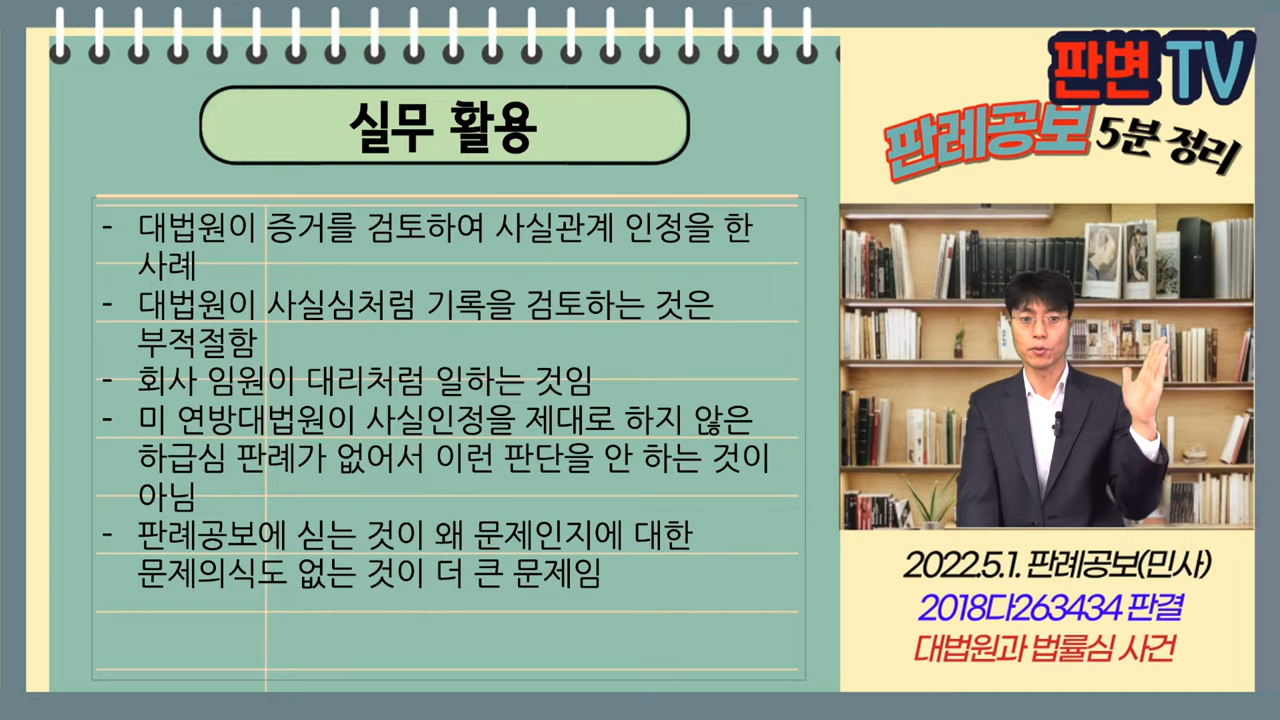 실무 활용
- 대법원이 증거를 검토하여 사실관계 인정을 한
사례
- 대법원이 사실심처럼 기록을 검토하는 것은
부적절함
- 회사 임원이 대리처럼 일하는 것임
- 미 연방대법원이 사실인정을 제대로 하지 않은
하급심 판례가 없어서 이런 판단을 안 하는 것이
아님
- 판례공보에 싣는 것이 왜 문제인지에 대한
문제의식도 없는 것이 더 큰 문제임
판변 TV
판례공보 5분 정리
2022.5.1. 판례공보(민사)
2018다263434 판결
대법원과 법률심 사건